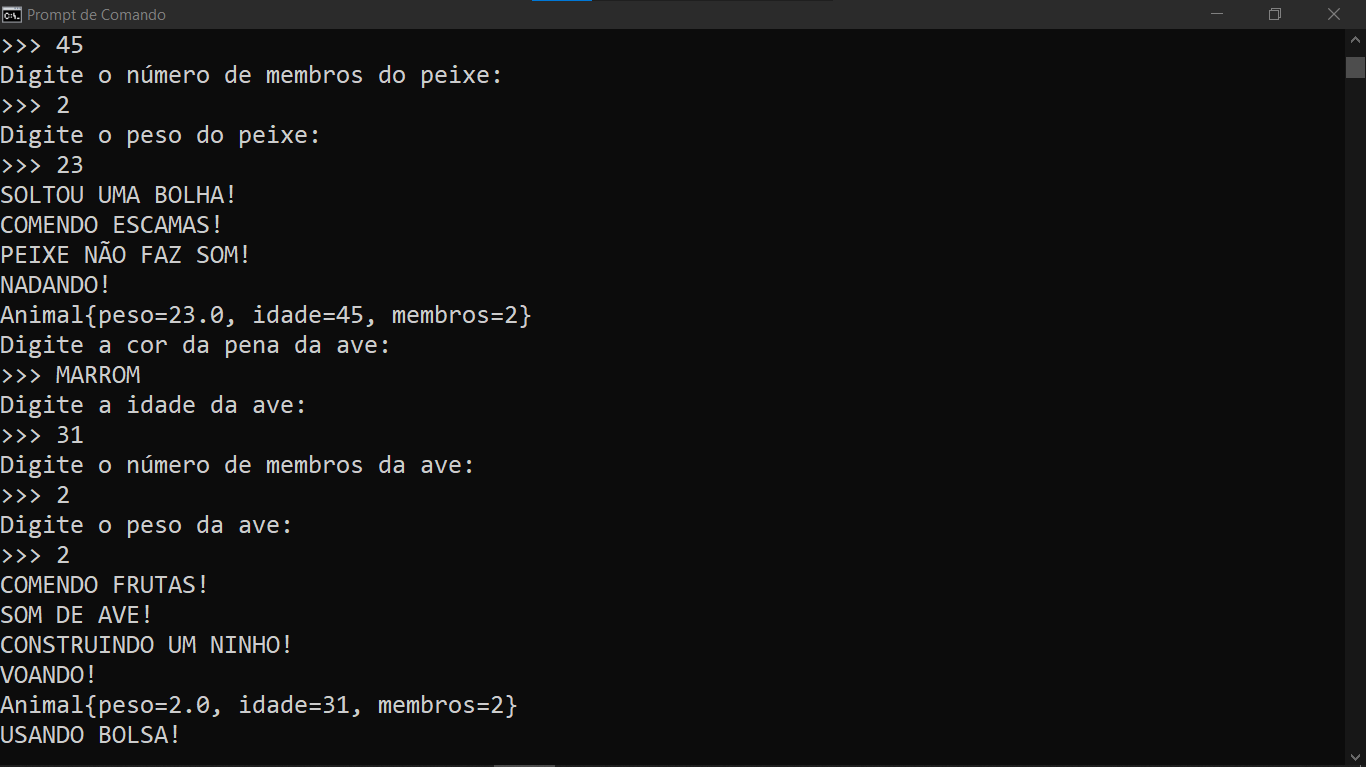 Prompt de Comando
>>> 45
Digite o número de membros do peixe:
>>> 2
Digite o peso do peixe:
>>> 23
SOLTOU UMA BOLHA!
COMENDO ESCAMAS!
PEIXE NÃO FAZ SOM!
NADANDO!
Animal{peso=23.0, idade=45, membros=2}
Digite a cor da pena da ave:
>>> MARROM
Digite a idade da ave:
>>> 31
Digite o número de membros da ave:
>>> 2
Digite o peso da ave:
>>> 2
COMENDO FRUTAS!
SOM DE AVE!
CONSTRUINDO UM NINHO!
VOANDO!
Animal{peso=2.0, idade=31, membros=2}
USANDO BOLSA!